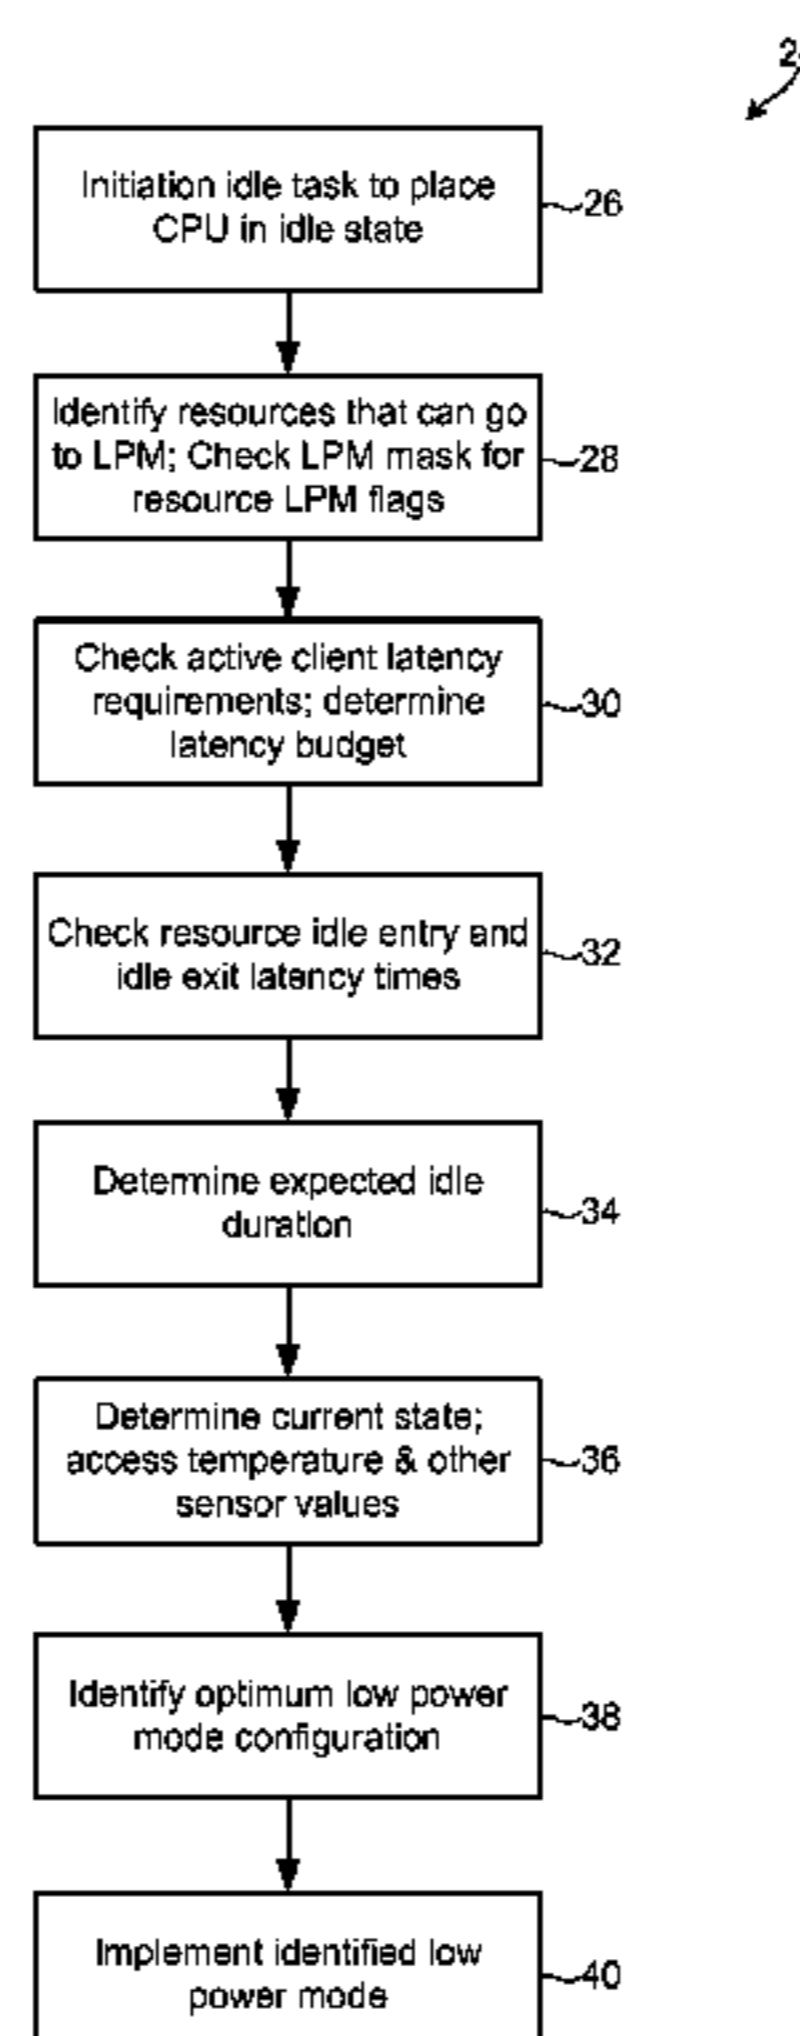 Initiation idle task to place
CPU in idle state
26
Identify resources that can go
to LPM; Check LPM mask for
resource LPM flags
28
Check active client latency
requirements; determine
latency budget
30
Check resource idle entry and
idle exit latency times
32
Determine expected idle
duration
34
Determine current state;
access temperature & other
sensor values
36
Identify optimum low power
mode configuration
38
Implement identified low
power mode
40